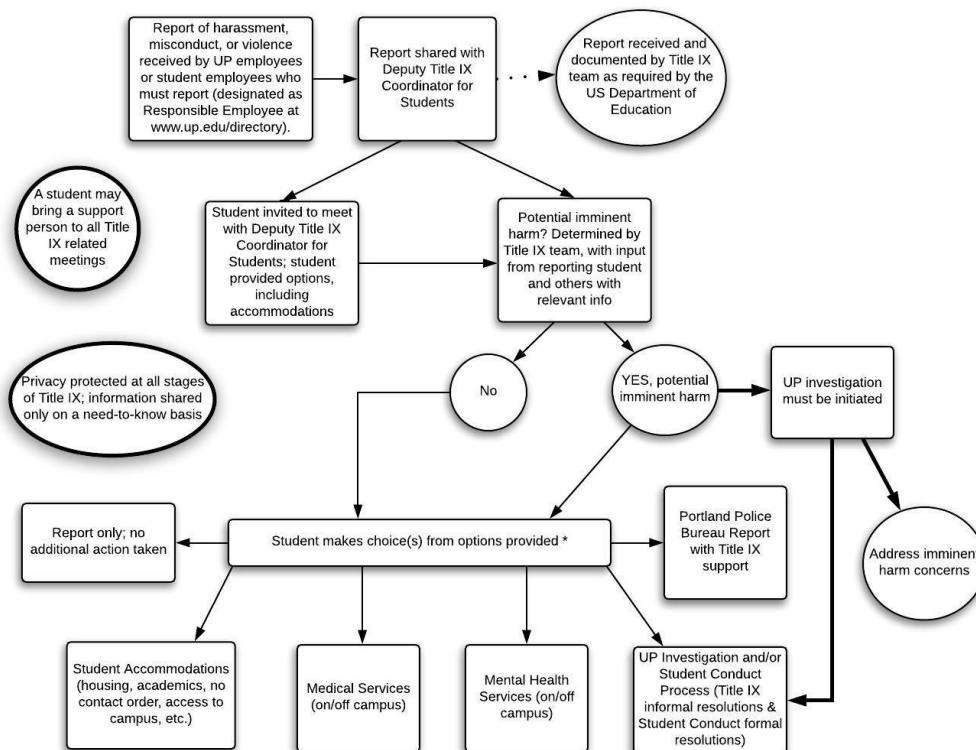 Report of harassment,
misconduct, or violence
received by UP employees
or student employees who
must report (designated as
Responsible Employee at
www.up.edu/directory).
Report shared with
Deputy Title IX
Coordinator for
Students
Report received and
documented by Title IX
team as required by the
US Department of
Education
A student may
bring a support
person to all Title
IX related
meetings
Student invited to meet
with Deputy Title IX
Coordinator for
Students; student
provided options,
including
accommodations
Potential imminent
harm? Determined by
Title IX team, with input
from reporting student
and others with
relevant info
Privacy protected at all stages
of Title IX; information shared
only on a need-to-know basis
No
YES, potential
imminent harm
UP investigation
must be initiated
Report only; no
additional action taken
Student makes choice(s) from options provided *
Portland Police
Bureau Report
with Title IX
support
Address imminent
harm concerns
Student Accommodations
(housing, academics, no
contact order, access to
campus, etc.)
Medical Services
(on/off campus)
Mental Health
Services (on/off
campus)
UP Investigation and/or
Student Conduct
Process (Title IX
informal resolutions &
Student Conduct formal
resolutions)